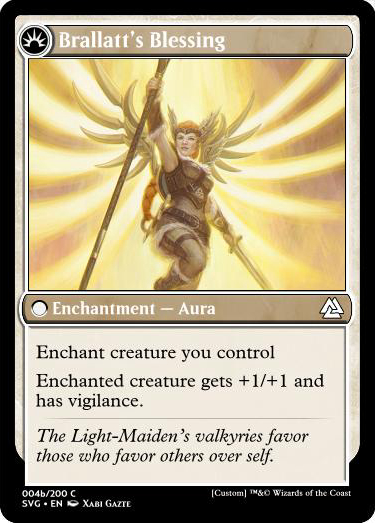 Brallatt's Blessing
Enchantment — Aura
Enchant creature you control
Enchanted creature gets +1/+1 and
has vigilance.
The Light-Maiden's valkyries favor
those who favor others over self.
004b/200 C
SVG • EN Xabi Gazte
[Custom] ™&© Wizards of the Coast